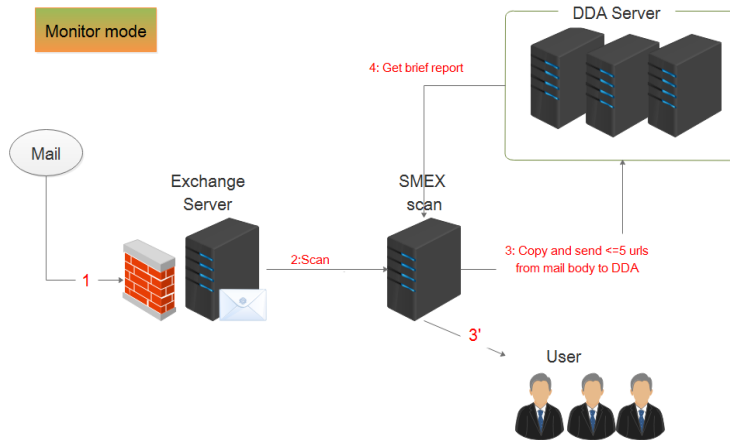 Monitor mode
DDA Server
4: Get brief report
Mail
Exchange
Server
SMEX
scan
1
2:Scan
3: Copy and send <=5 urls
from mail body to DDA
3'
User